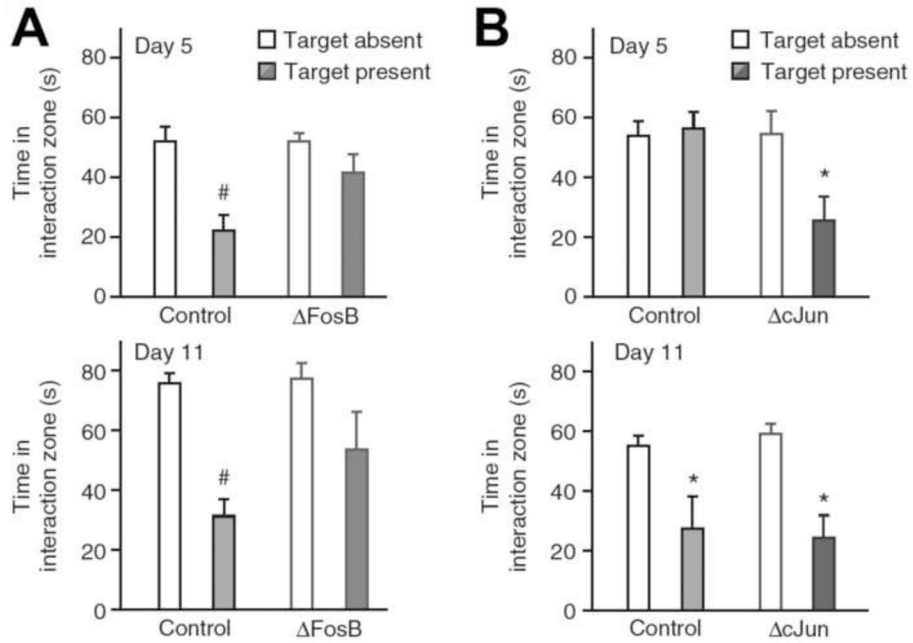 A
Day 5
Target absent
Target present
Time in
interaction zone (s)
80
60
40
20
0
#
Control
ΔFosB
Day 11
Time in
interaction zone (s)
80
60
40
20
0
#
Control
ΔFosB
B
Day 5
Target absent
Target present
Time in
interaction zone (s)
80
60
40
20
0
*
Control
ΔcJun
Day 11
Time in
interaction zone (s)
80
60
40
20
0
*
*
Control
ΔcJun